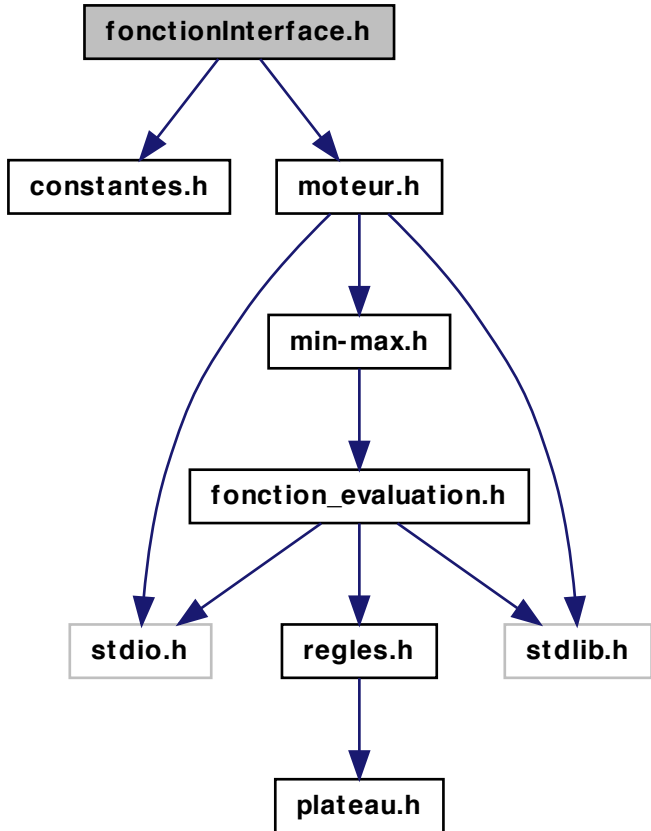 fonctionInterface.h
constantes.h
moteur.h
min-max.h
fonction_evaluation.h
stdio.h
regles.h
stdlib.h
plateau.h